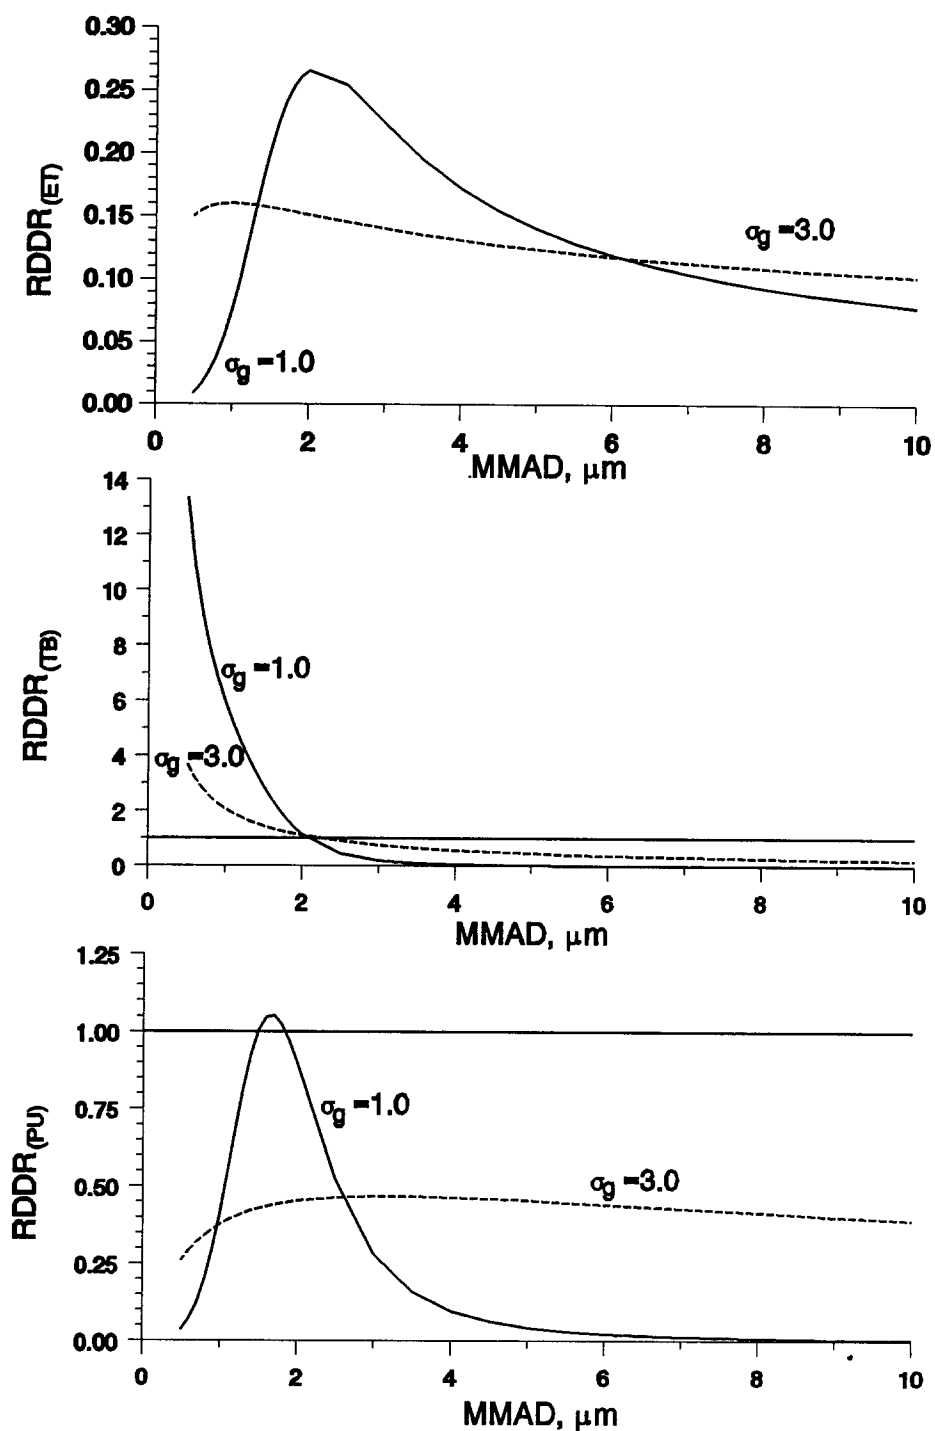 0.30
0.25
0.20
0.15
0.10
0.05
0.00
RDDR(ET)
σg =3.0
σg =1.0
0 2 4 6 8 10
MMAD, μm
14
12
10
8
6
4
2
0
RDDR(TB)
σg =1.0
σg =3.0
0 2 4 6 8 10
MMAD, μm
1.25
1.00
0.75
0.50
0.25
0.00
RDDR(PU)
σg =1.0
σg =3.0
0 2 4 6 8 10
MMAD, μm